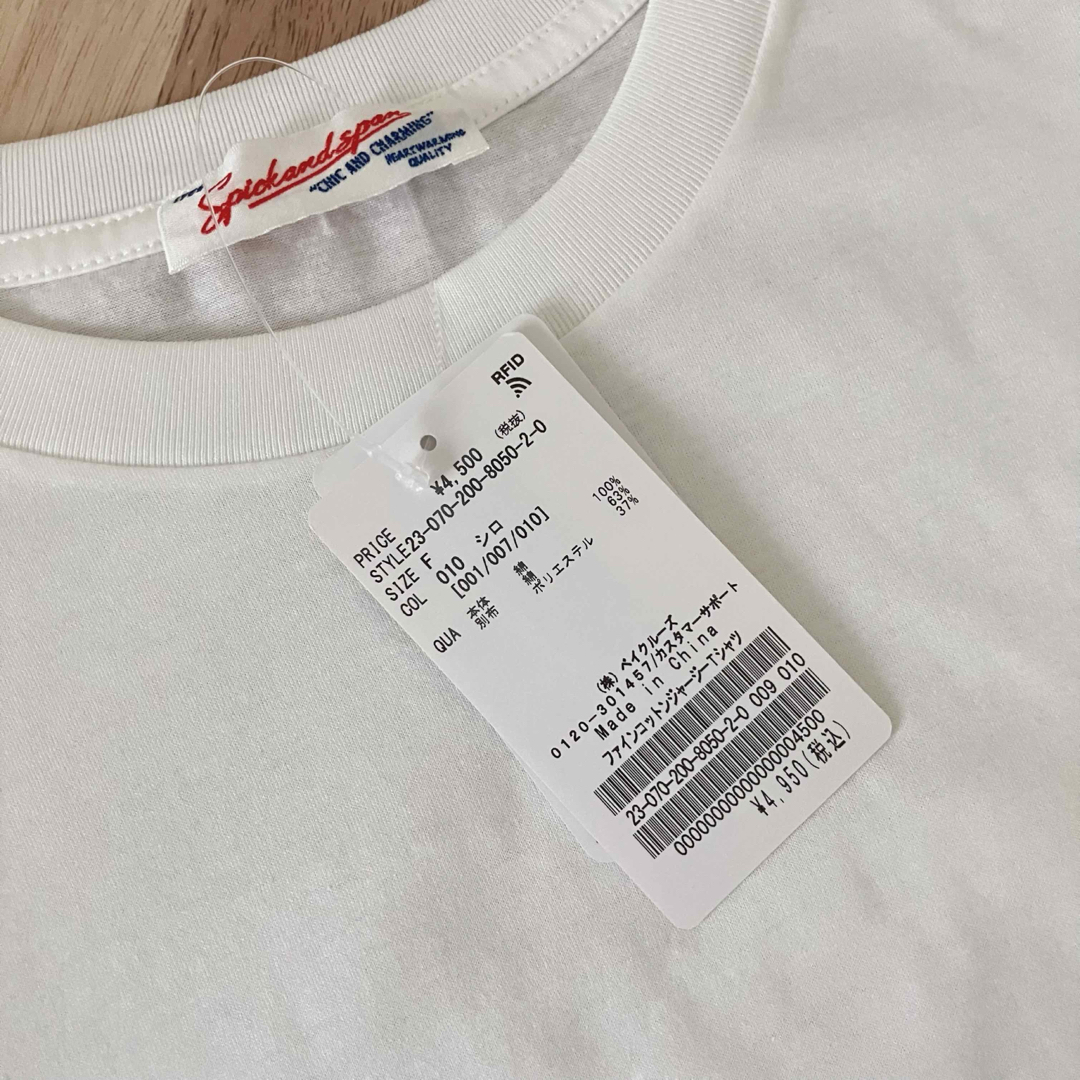 Spickandspan
"CHIC AND CHARMING"
HEARTWARMING
QUALITY
RFID
PRICE ¥4,500 (税抜)
STYLE23-070-200-8050-2-0
SIZE F
COL 010 シロ
[001/007/010]
QUA 本体 綿 100%
別布 綿 63%
ポリエステル 37%
(株) ベイクルーズ
0120-301457/カスタマーサポート
Made in China
ファインコットンジャージーTシャツ
23-070-200-8050-2-0 009 010
0000000000000004500
¥4,950(税込)